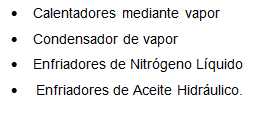 • Calentadores mediante vapor
• Condensador de vapor
• Enfriadores de Nitrógeno Líquido
• Enfriadores de Aceite Hidráulico.